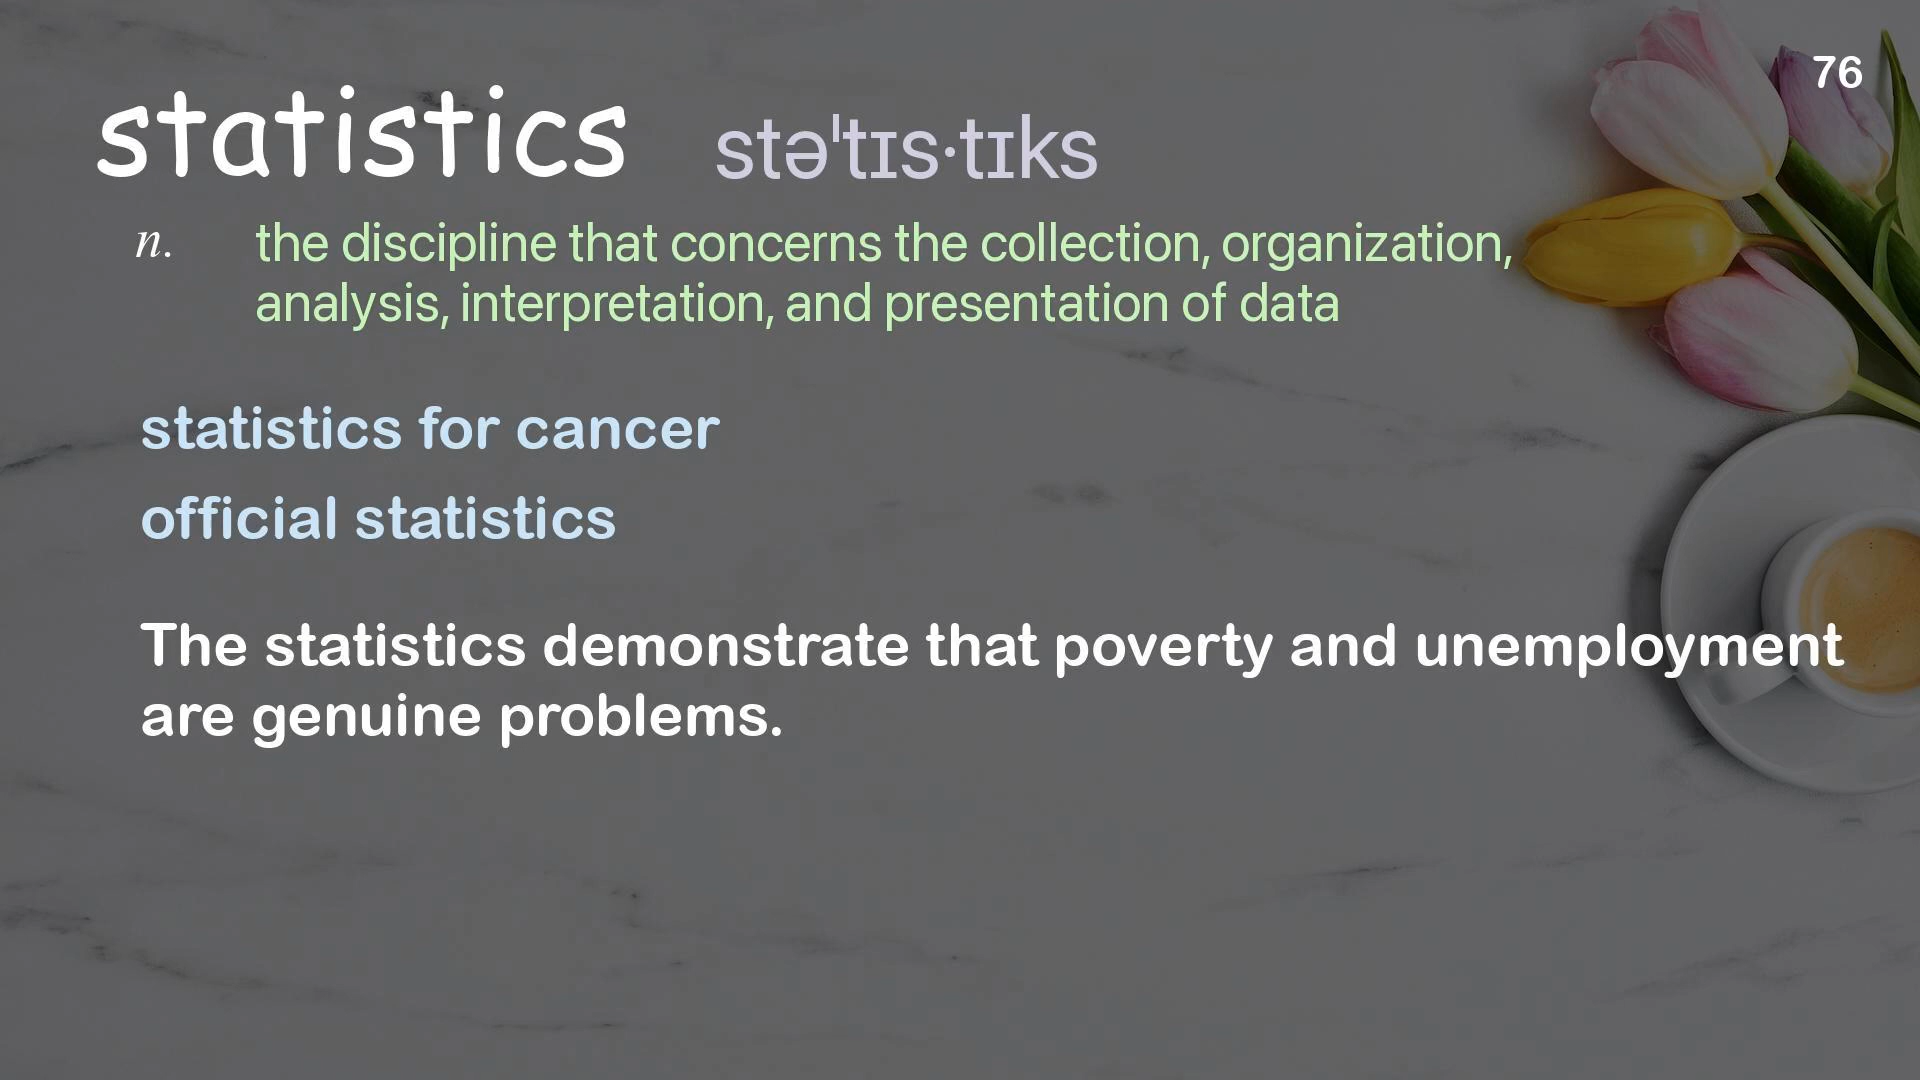 76
statistics stəˈtɪs·tɪks
n. the discipline that concerns the collection, organization,
analysis, interpretation, and presentation of data
statistics for cancer
official statistics
The statistics demonstrate that poverty and unemployment
are genuine problems.